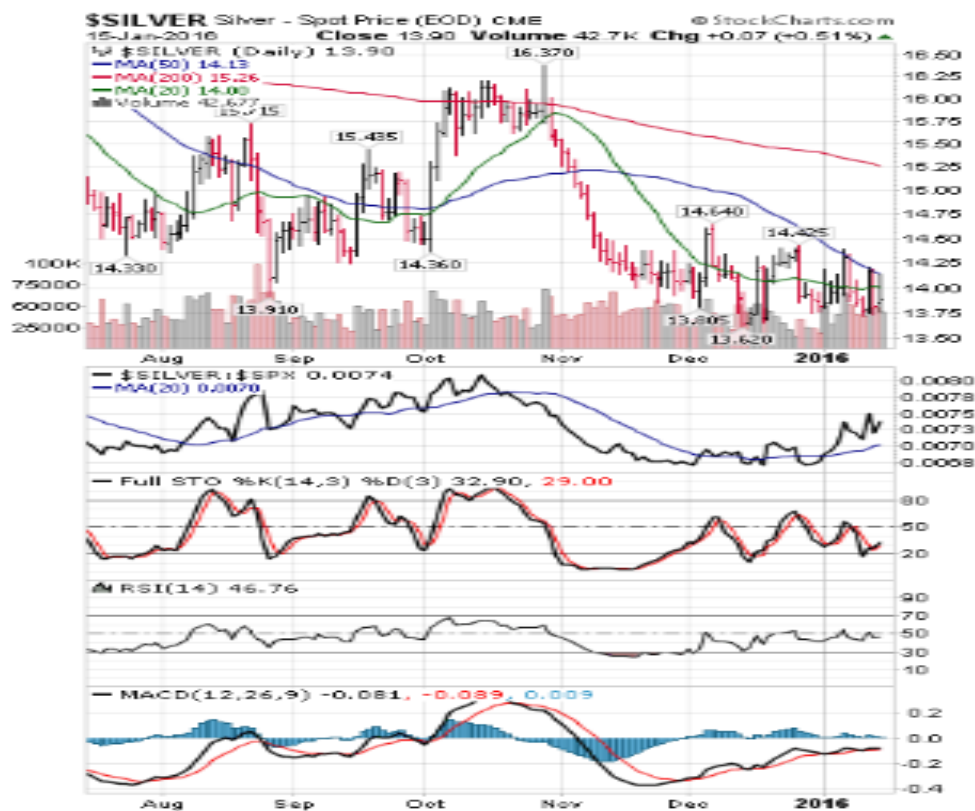 $SILVER Silver - Spot Price (EOD) CME © StockCharts.com
15-Jan-2016 Close 13.90 Volume 42.7K Chg +0.07 (+0.51%)
$SILVER (Daily) 13.90
MA(50) 14.13
MA(200) 15.26
MA(20) 14.00
Volume 42,677
16.370
15.715
15.435
14.640
14.425
14.330
14.360
13.910
13.805
13.620
16.50
16.25
16.00
15.75
15.50
15.25
15.00
14.75
14.50
14.25
14.00
13.75
13.50
100K
75000
50000
25000
Aug Sep Oct Nov Dec 2016
$SILVER:$SPX 0.0074
MA(20) 0.0070
0.0080
0.0078
0.0075
0.0073
0.0070
0.0068
Full STO %K(14,3) %D(3) 32.90, 29.00
80
50
20
RSI(14) 46.76
90
70
50
30
10
MACD(12,26,9) -0.081, -0.089, 0.009
0.2
0.0
-0.2
-0.4
Aug Sep Oct Nov Dec 2016